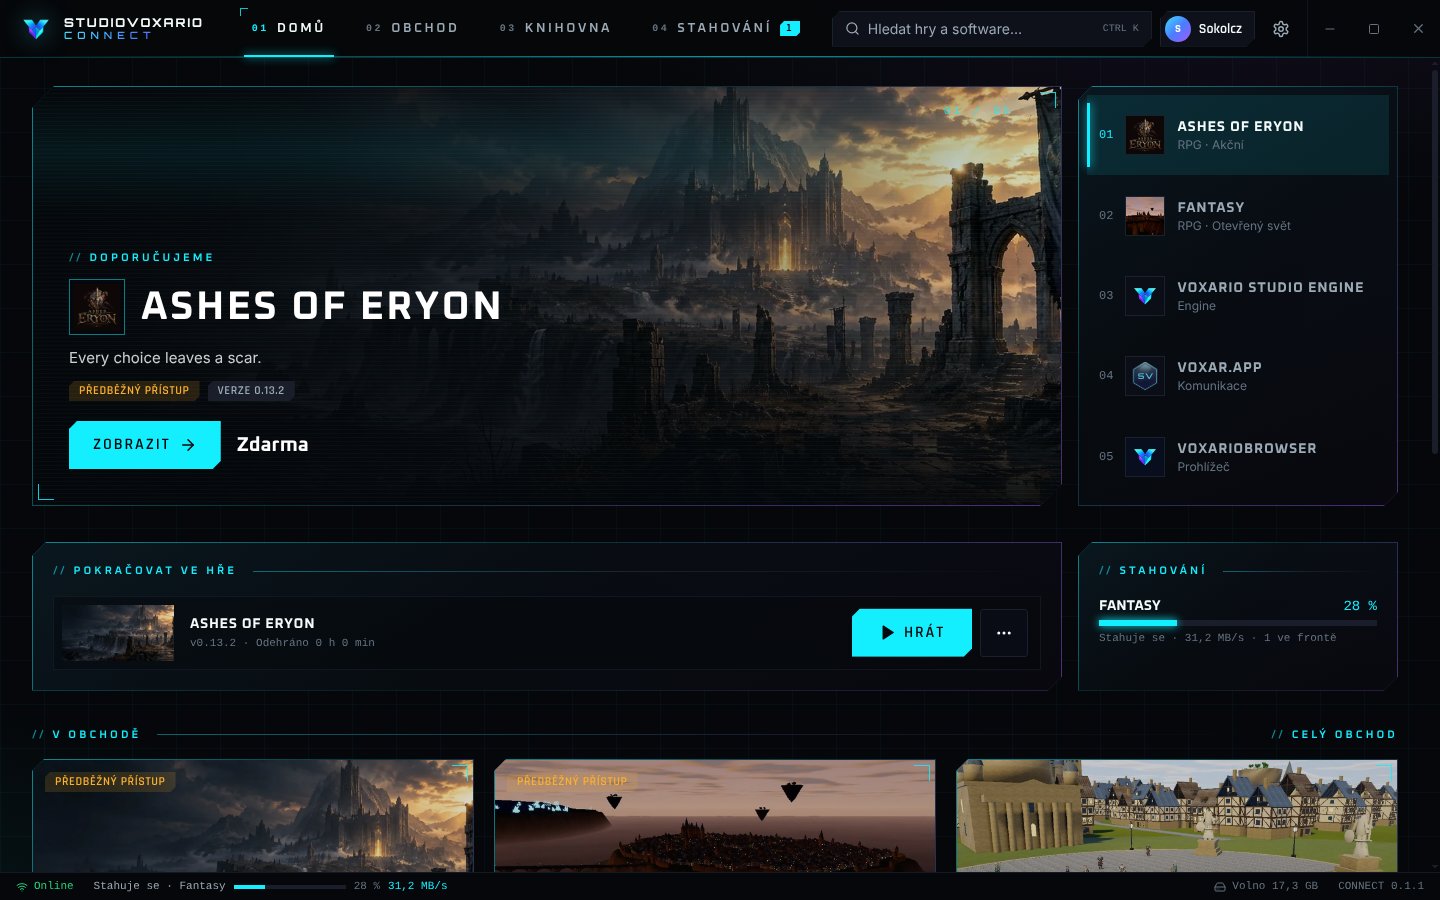 STUDIOVOXARIO
CONNECT
01 DOMŮ
02 OBCHOD
03 KNIHOVNA
04 STAHOVÁNÍ 1
Hledat hry a software...
CTRL K
S
Sokolcz
// DOPORUČUJEME
ERYON
ASHES OF ERYON
Every choice leaves a scar.
PŘEDBĚŽNÝ PŘÍSTUP
VERZE 0.13.2
ZOBRAZIT
Zdarma
01
ERYON
ASHES OF ERYON
RPG · Akční
02
FANTASY
RPG · Otevřený svět
03
VOXARIO STUDIO ENGINE
Engine
04
SV
VOXAR.APP
Komunikace
05
VOXARIOBROWSER
Prohlížeč
// POKRAČOVAT VE HŘE
ASHES OF ERYON
v0.13.2 · Odehráno 0 h 0 min
HRÁT
// STAHOVÁNÍ
FANTASY
28 %
Stahuje se · 31,2 MB/s · 1 ve frontě
// V OBCHODĚ
// CELÝ OBCHOD
PŘEDBĚŽNÝ PŘÍSTUP
PŘEDBĚŽNÝ PŘÍSTUP
Online
Stahuje se · Fantasy
28 %
31,2 MB/s
Volno 17,3 GB
CONNECT 0.1.1